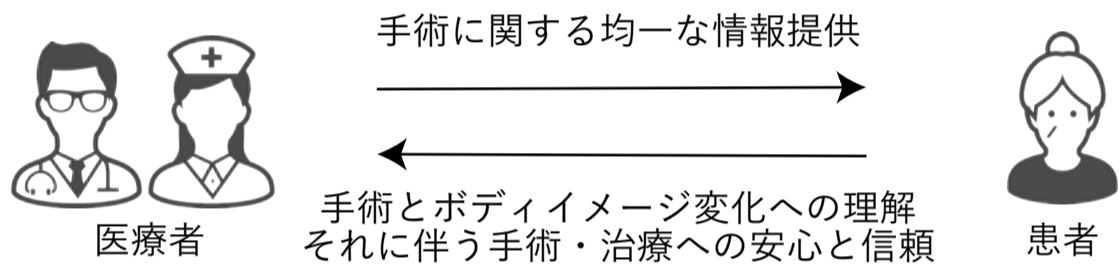 手術に関する均一な情報提供
手術とボディイメージ変化への理解
それに伴う手術・治療への安心と信頼
医療者
患者